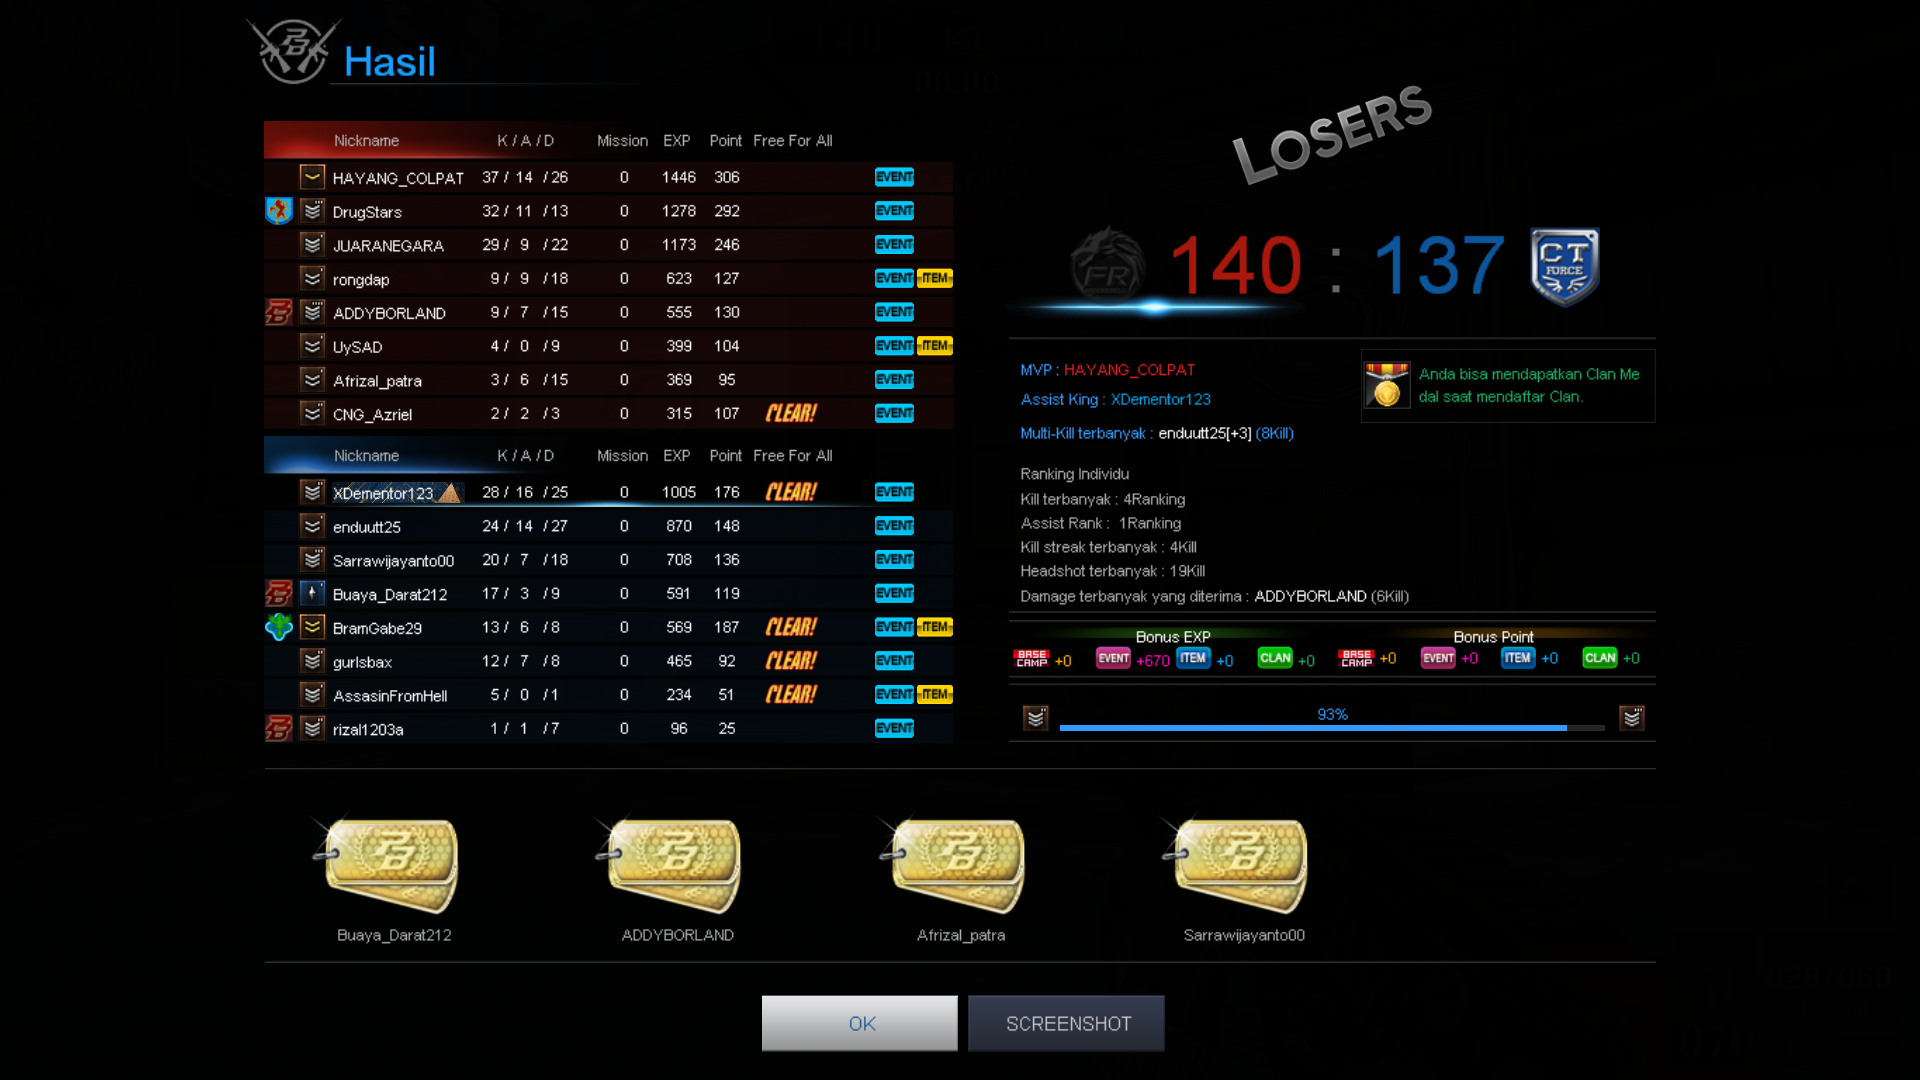 Hasil
Nickname K / A / D Mission EXP Point Free For All
HAYANG_COLPAT 37 / 14 / 26 0 1446 306 EVENT
DrugStars 32 / 11 / 13 0 1278 292 EVENT
JUARANEGARA 29 / 9 / 22 0 1173 246 EVENT
rongdap 9 / 9 / 18 0 623 127 EVENT ITEM
ADDYBORLAND 9 / 7 / 15 0 555 130 EVENT
UySAD 4 / 0 / 9 0 399 104 EVENT ITEM
Afrizal_patra 3 / 6 / 15 0 369 95 EVENT
CNG_Azriel 2 / 2 / 3 0 315 107 CLEAR! EVENT
Nickname K / A / D Mission EXP Point Free For All
XDementor123 28 / 16 / 25 0 1005 176 CLEAR! EVENT
enduutt25 24 / 14 / 27 0 870 148 EVENT
Sarrawijayanto00 20 / 7 / 18 0 708 136 EVENT
Buaya_Darat212 17 / 3 / 9 0 591 119 EVENT
BramGabe29 13 / 6 / 8 0 569 187 CLEAR! EVENT ITEM
gurlsbax 12 / 7 / 8 0 465 92 CLEAR! EVENT
AssasinFromHell 5 / 0 / 1 0 234 51 CLEAR! EVENT ITEM
rizal1203a 1 / 1 / 7 0 96 25 EVENT
LOSERS
FR 140 : 137 CT FORCE
MVP : HAYANG_COLPAT
Assist King : XDementor123
Multi-Kill terbanyak : enduutt25[+3] (8Kill)
Anda bisa mendapatkan Clan Me
dal saat mendaftar Clan.
Ranking Individu
Kill terbanyak : 4Ranking
Assist Rank : 1Ranking
Kill streak terbanyak : 4Kill
Headshot terbanyak : 19Kill
Damage terbanyak yang diterima : ADDYBORLAND (6Kill)
Bonus EXP Bonus Point
BASE CAMP +0 EVENT +670 ITEM +0 CLAN +0 BASE CAMP +0 EVENT +0 ITEM +0 CLAN +0
93%
Buaya_Darat212 ADDYBORLAND Afrizal_patra Sarrawijayanto00
OK SCREENSHOT